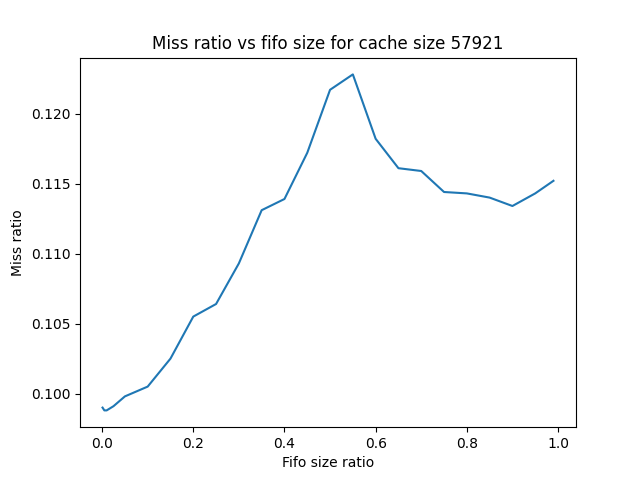 Miss ratio vs fifo size for cache size 57921
0.120
0.115
0.110
0.105
0.100
Miss ratio
0.0 0.2 0.4 0.6 0.8 1.0
Fifo size ratio